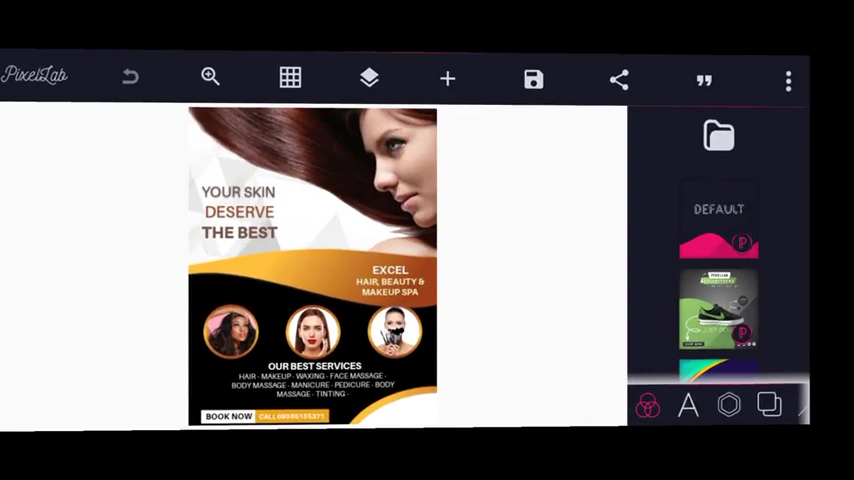 PixelLab
YOUR SKIN
DESERVE
THE BEST
EXCEL
HAIR, BEAUTY &
MAKEUP SPA
OUR BEST SERVICES
HAIR - MAKEUP - WAXING - FACE MASSAGE -
BODY MASSAGE - MANICURE - PEDICURE - BODY
MASSAGE - TINTING -
BOOK NOW
DEFAULT